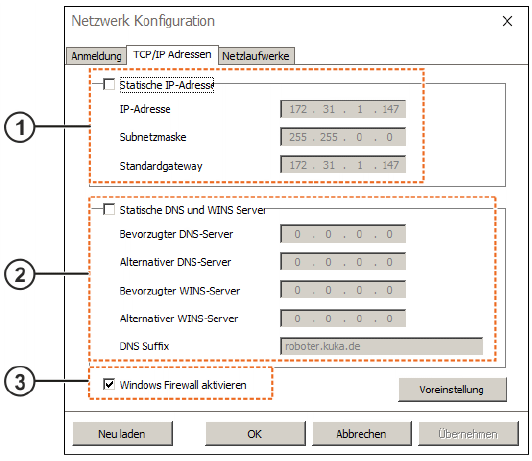 Netzwerk Konfiguration X
Anmeldung TCP/IP Adressen Netzlaufwerke
Statische IP-Adresse
IP-Adresse 172 . 31 . 1 . 147
Subnetzmaske 255 . 255 . 0 . 0
Standardgateway 172 . 31 . 1 . 147
Statische DNS und WINS Server
Bevorzugter DNS-Server 0 . 0 . 0 . 0
Alternativer DNS-Server 0 . 0 . 0 . 0
Bevorzugter WINS-Server 0 . 0 . 0 . 0
Alternativer WINS-Server 0 . 0 . 0 . 0
DNS Suffix roboter.kuka.de
Windows Firewall aktivieren
Voreinstellung
Neu laden OK Abbrechen Übernehmen
1
2
3